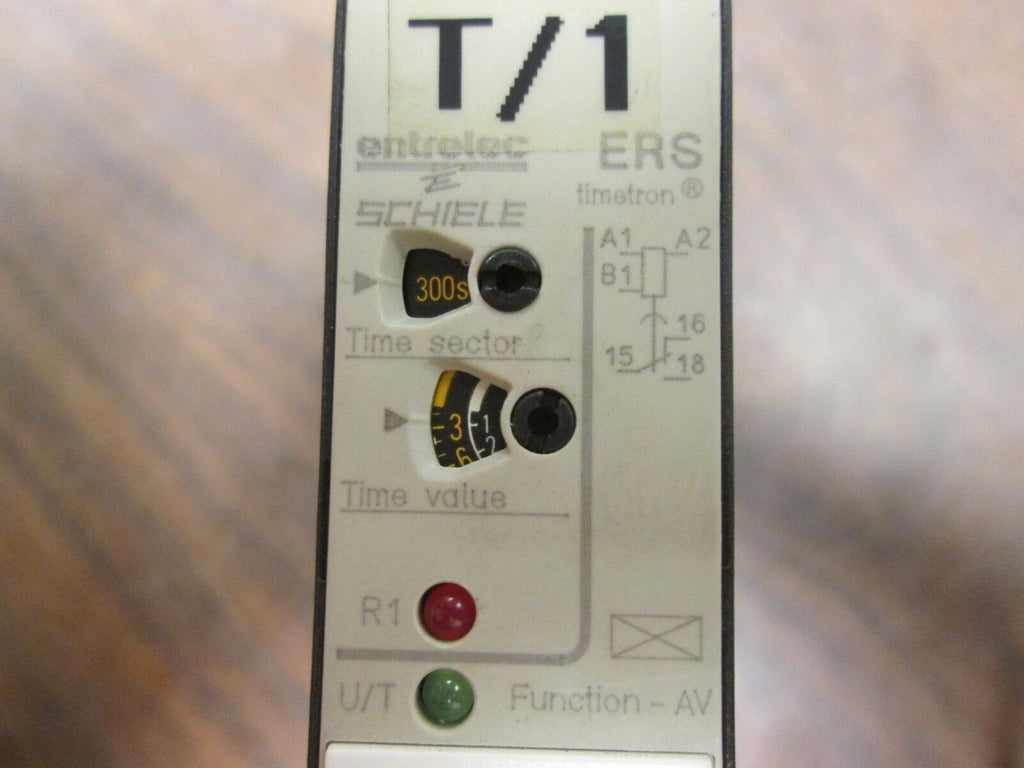 T/1
entrelec
SCHIELE
ERS
timetron®
300s
Time sector
3 1
6 2
Time value
A1 A2
B1
16
15 18
R1
U/T
Function - AV